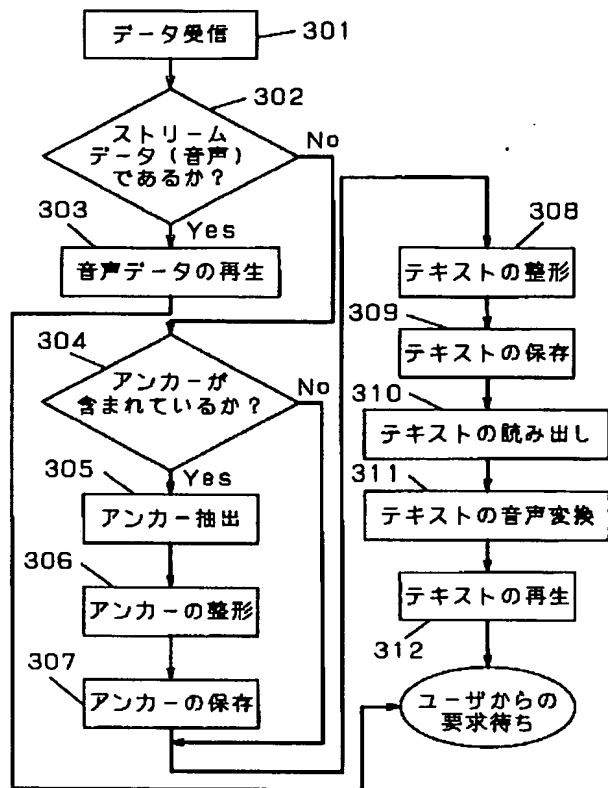 データ受信
301
302
ストリーム
データ(音声)
であるか?
No
303
Yes
音声データの再生
304
アンカーが
含まれているか?
No
305
Yes
アンカー抽出
306
アンカーの整形
307
アンカーの保存
308
テキストの整形
309
テキストの保存
310
テキストの読み出し
311
テキストの音声変換
テキストの再生
312
ユーザからの
要求待ち